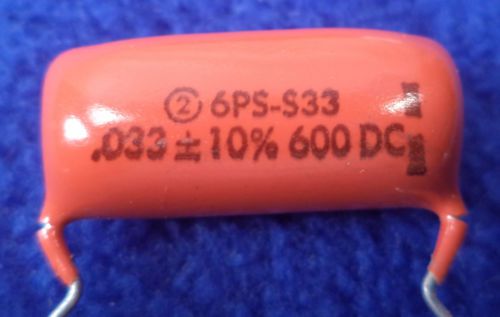 ② 6PS-S33
.033 ± 10% 600 DC